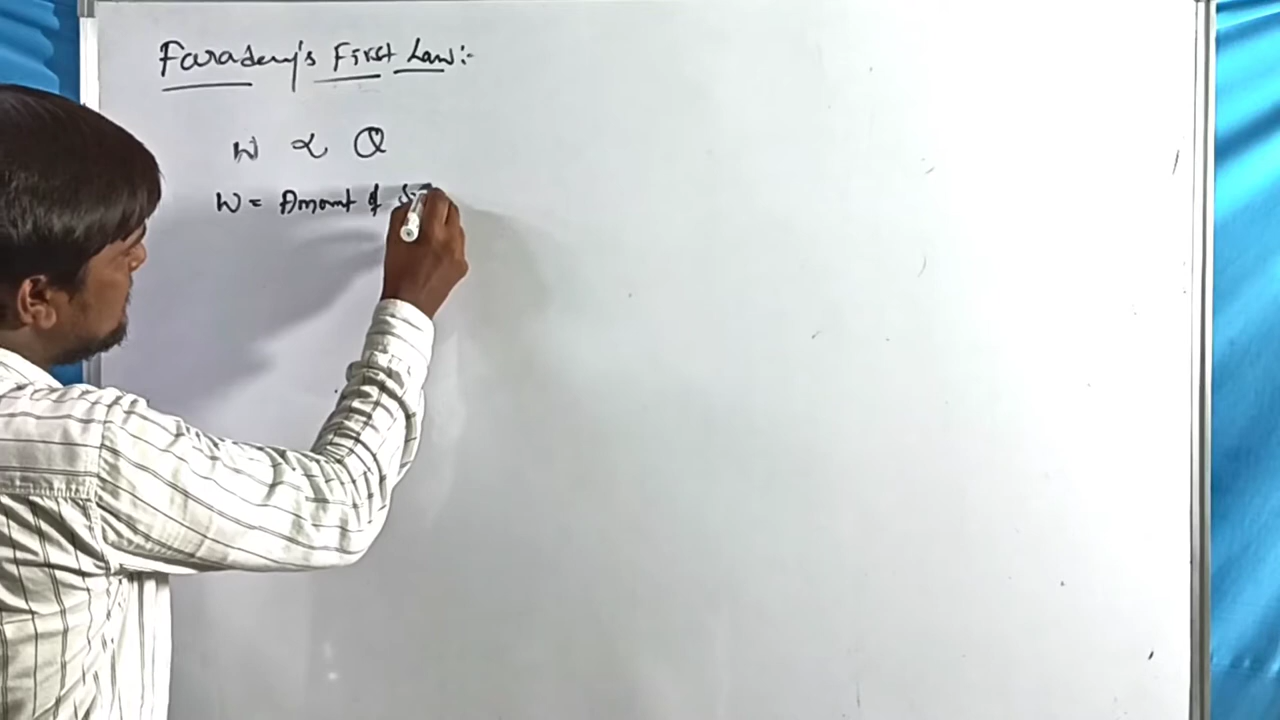 Faraday's First Law:-
W ∝ Q
W = Amount of